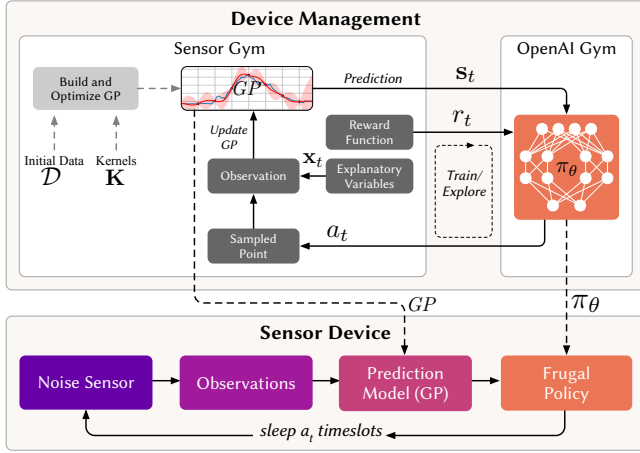 Device Management
Sensor Gym
OpenAI Gym
Build and
Optimize GP
GP
Prediction
s_t
Reward
Function
r_t
Update
GP
Initial Data
𝒟
Kernels
K
x_t
Observation
Explanatory
Variables
Train/
Explore
π_θ
Sampled
Point
a_t
GP
π_θ
Sensor Device
Noise Sensor
Observations
Prediction
Model (GP)
Frugal
Policy
sleep a_t timeslots